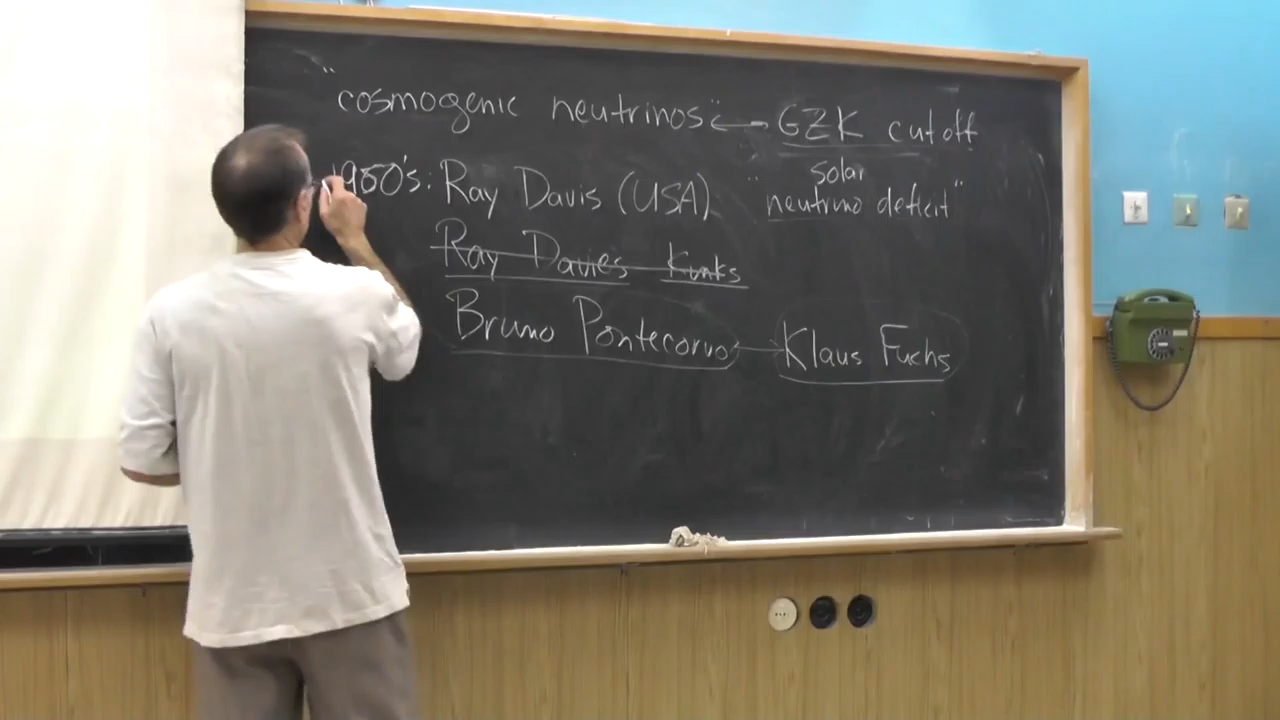 "cosmogenic neutrinos" ← GZK cutoff
1950's: Ray Davis (USA)
solar
"neutrino deficit"
Ray Davies Kinks
Bruno Pontecorvo ↔ Klaus Fuchs